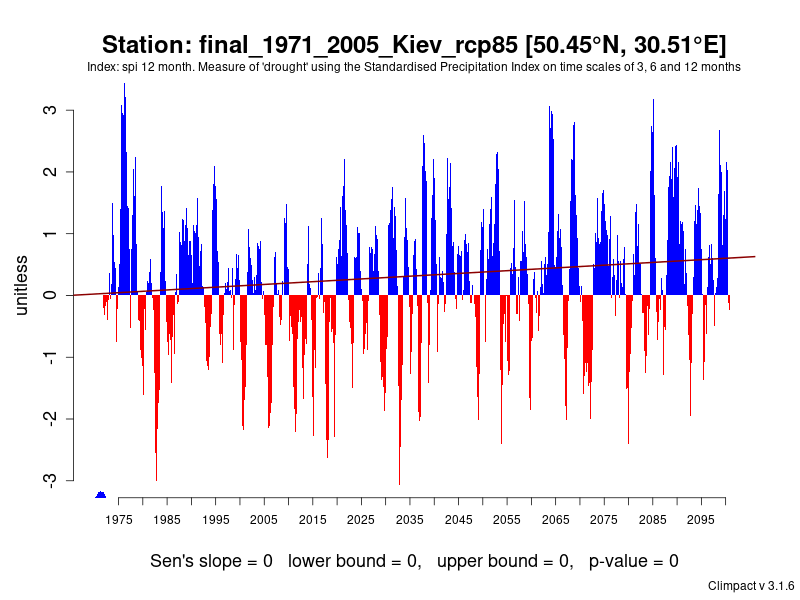 Station: final_1971_2005_Kiev_rcp85 [50.45°N, 30.51°E]
Index: spi 12 month. Measure of 'drought' using the Standardised Precipitation Index on time scales of 3, 6 and 12 months
3
2
1
0
-1
-2
-3
unitless
1975 1985 1995 2005 2015 2025 2035 2045 2055 2065 2075 2085 2095
Sen's slope = 0 lower bound = 0, upper bound = 0, p-value = 0
Climpact v 3.1.6